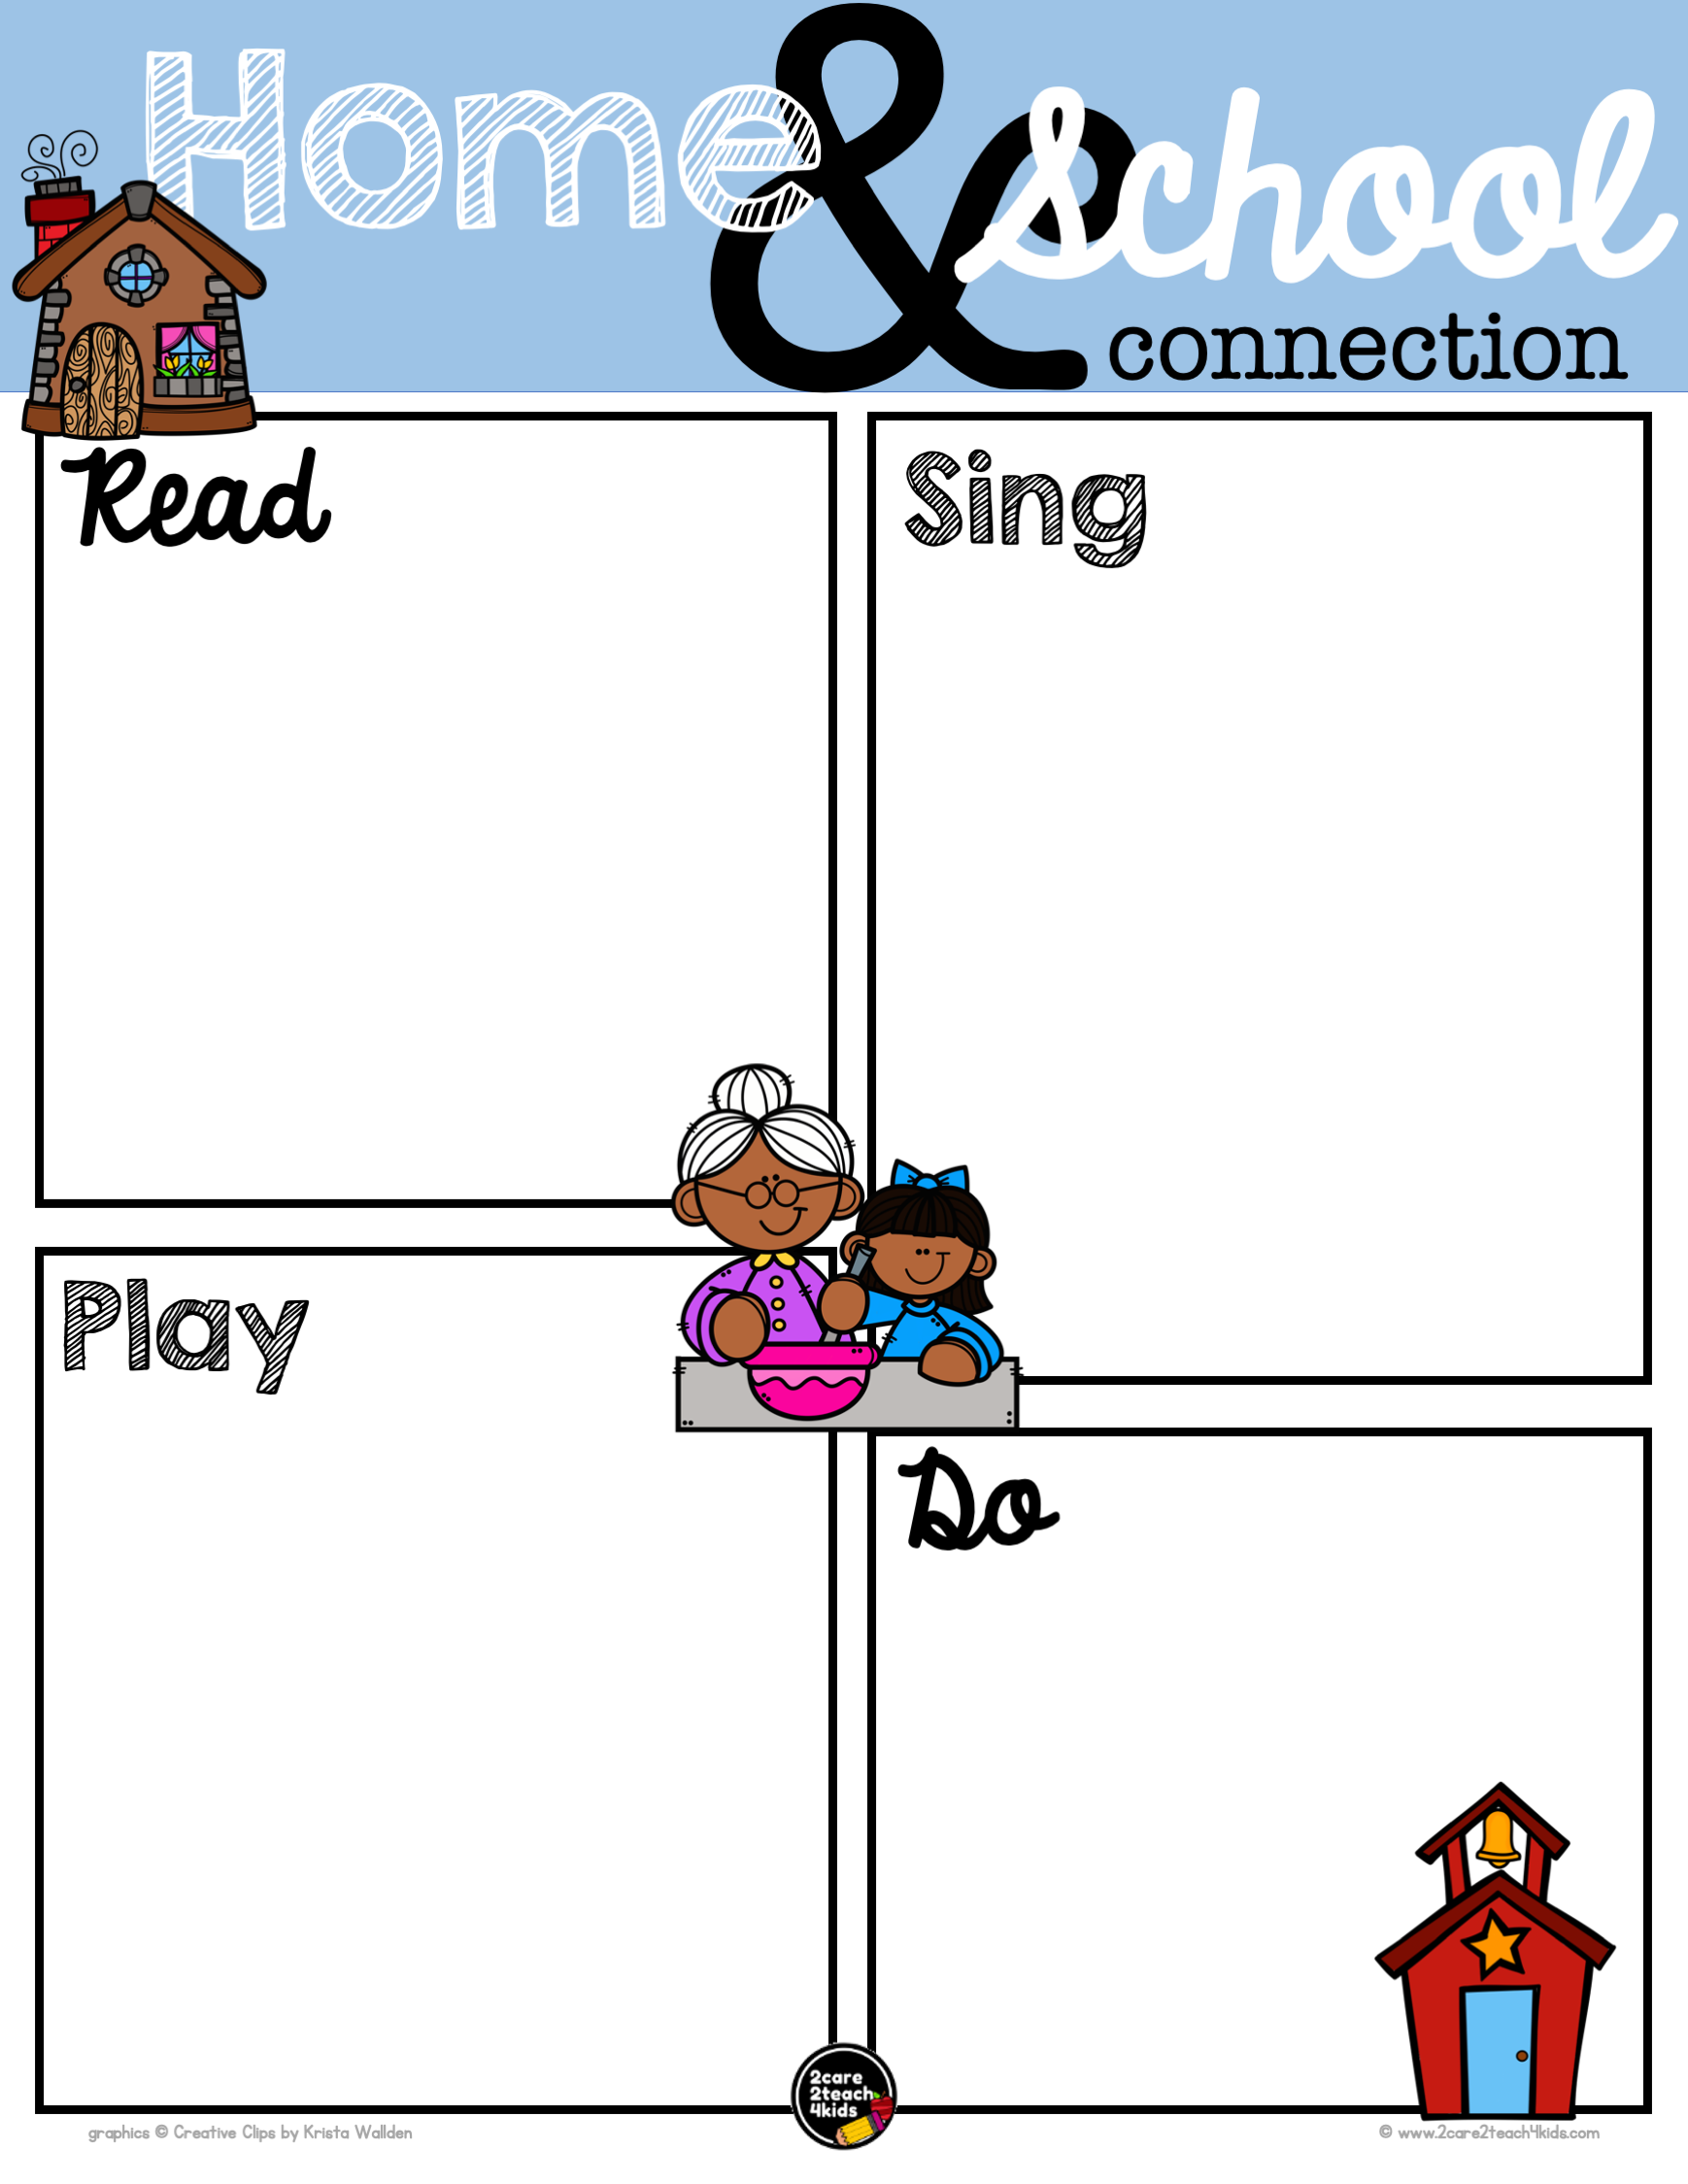 Home & School
connection
Read
Sing
Play
Do
2care
2teach
4kids
graphics © Creative Clips by Krista Wallden
© www.2care2teach4kids.com